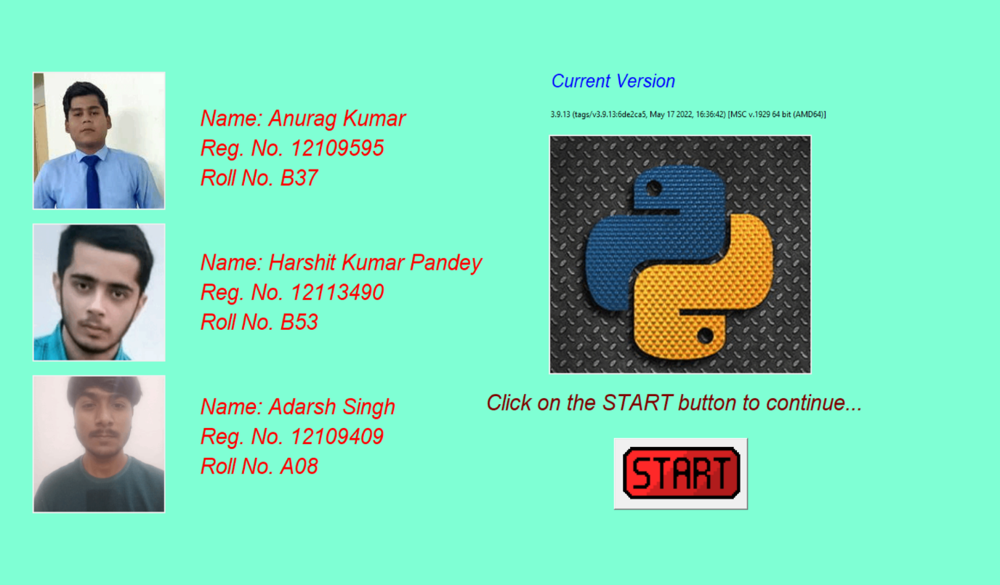 Name: Anurag Kumar
Reg. No. 12109595
Roll No. B37
Name: Harshit Kumar Pandey
Reg. No. 12113490
Roll No. B53
Name: Adarsh Singh
Reg. No. 12109409
Roll No. A08
Current Version
3.9.13 (tags/v3.9.13:6de2ca5, May 17 2022, 16:36:42) [MSC v.1929 64 bit (AMD64)]
Click on the START button to continue...
START